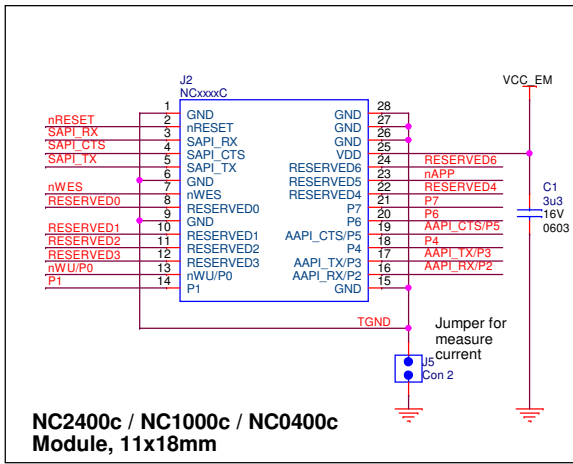 J2
NCxxxxC
VCC_EM
1 GND GND 28
nRESET 2 nRESET GND 27
SAPI_RX 3 SAPI_RX GND 26
SAPI_CTS 4 SAPI_CTS VDD 25
SAPI_TX 5 SAPI_TX RESERVED6 24 RESERVED6
6 GND RESERVED5 23 nAPP
nWES 7 nWES RESERVED4 22 RESERVED4
RESERVED0 8 RESERVED0 P7 21 P7
9 GND P6 20 P6
RESERVED1 10 RESERVED1 AAPI_CTS/P5 19 AAPI_CTS/P5
RESERVED2 11 RESERVED2 P4 18 P4
RESERVED3 12 RESERVED3 AAPI_TX/P3 17 AAPI_TX/P3
nWU/P0 13 nWU/P0 AAPI_RX/P2 16 AAPI_RX/P2
P1 14 P1 GND 15
C1
3u3
16V
0603
TGND
Jumper for
measure
current
J5
Con 2
NC2400c / NC1000c / NC0400c
Module, 11x18mm